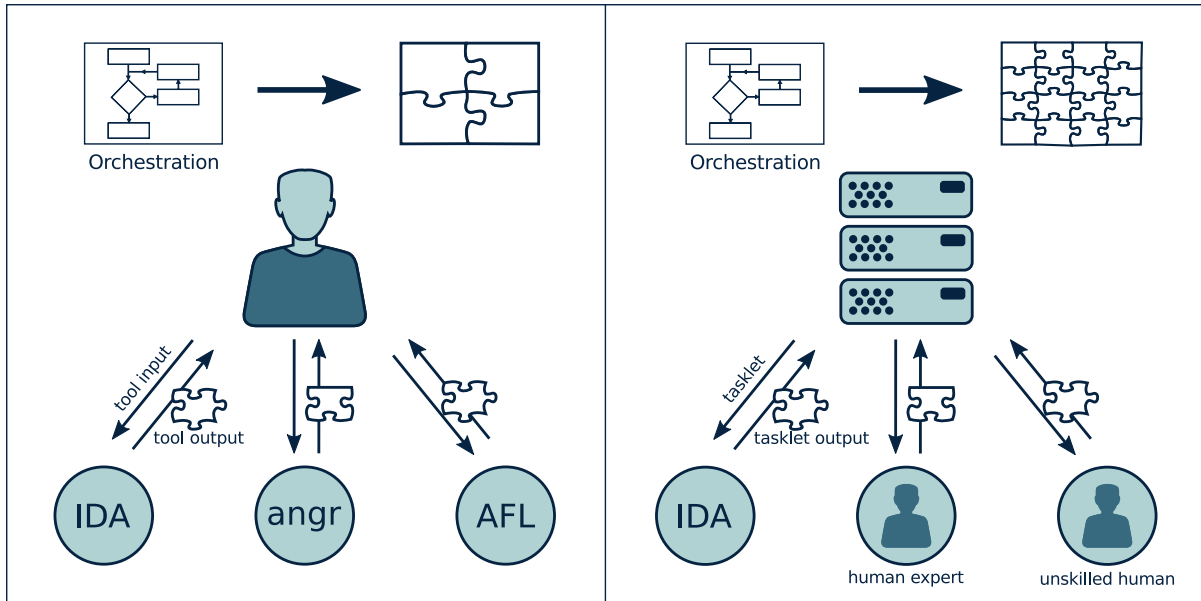 Orchestration
tool input
tool output
IDA
angr
AFL
Orchestration
tasklet
tasklet output
IDA
human expert
unskilled human